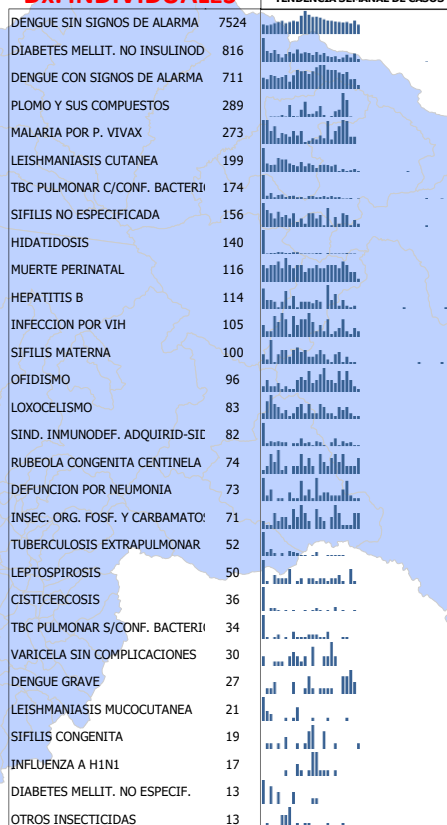 Dx. INDIVIDUALES
TENDENCIA SEMANAL DE CASOS
DENGUE SIN SIGNOS DE ALARMA 7524
DIABETES MELLIT. NO INSULINOD 816
DENGUE CON SIGNOS DE ALARMA 711
PLOMO Y SUS COMPUESTOS 289
MALARIA POR P. VIVAX 273
LEISHMANIASIS CUTANEA 199
TBC PULMONAR C/CONF. BACTERI 174
SIFILIS NO ESPECIFICADA 156
HIDATIDOSIS 140
MUERTE PERINATAL 116
HEPATITIS B 114
INFECCION POR VIH 105
SIFILIS MATERNA 100
OFIDISMO 96
LOXOCELISMO 83
SIND. INMUNODEF. ADQUIRID-SID 82
RUBEOLA CONGENITA CENTINELA 74
DEFUNCION POR NEUMONIA 73
INSEC. ORG. FOSF. Y CARBAMATOS 71
TUBERCULOSIS EXTRAPULMONAR 52
LEPTOSPIROSIS 50
CISTICERCOSIS 36
TBC PULMONAR S/CONF. BACTERI 34
VARICELA SIN COMPLICACIONES 30
DENGUE GRAVE 27
LEISHMANIASIS MUCOCUTANEA 21
SIFILIS CONGENITA 19
INFLUENZA A H1N1 17
DIABETES MELLIT. NO ESPECIF. 13
OTROS INSECTICIDAS 13